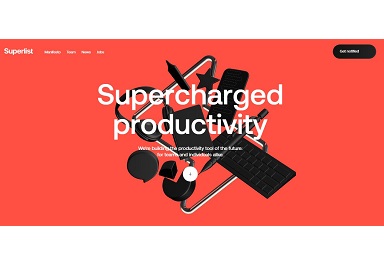 Superlist
Manifesto Team News Jobs
Get notified
Supercharged
productivity
We're building the productivity tool of the future.
for teams and individuals alike